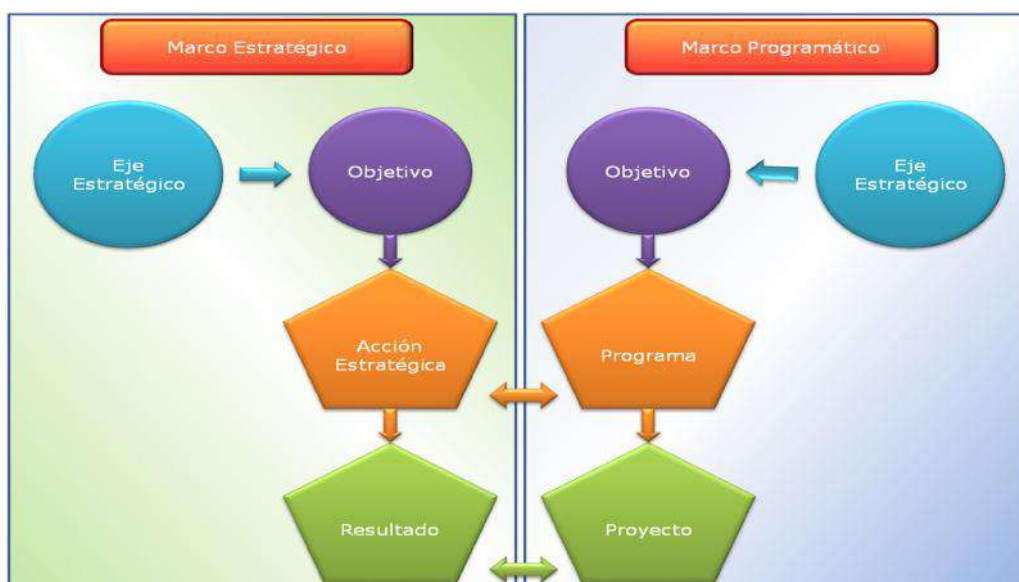 Marco Estratégico
Marco Programático
Eje
Estratégico
Objetivo
Objetivo
Eje
Estratégico
Acción
Estratégica
Programa
Resultado
Proyecto